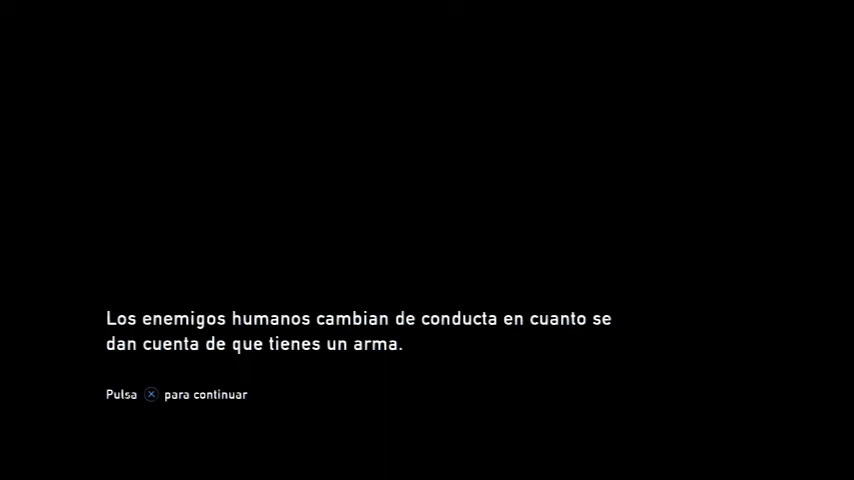 Los enemigos humanos cambian de conducta en cuanto se
dan cuenta de que tienes un arma.
Pulsa ⓧ para continuar